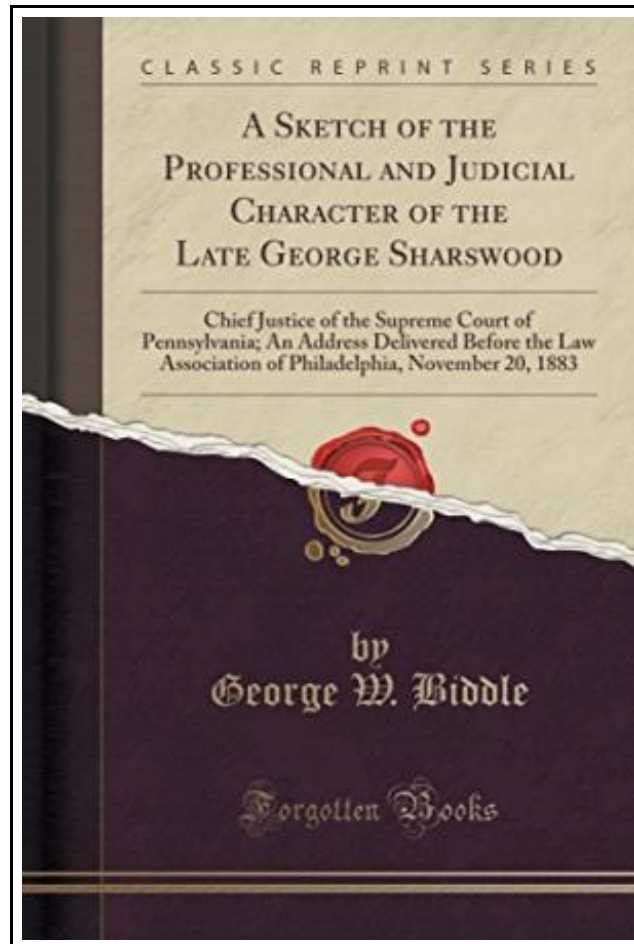 CLASSIC REPRINT SERIES
A SKETCH OF THE
PROFESSIONAL AND JUDICIAL
CHARACTER OF THE
LATE GEORGE SHARSWOOD
Chief Justice of the Supreme Court of
Pennsylvania; An Address Delivered Before the Law
Association of Philadelphia, November 20, 1883
by
George W. Biddle
Forgotten Books